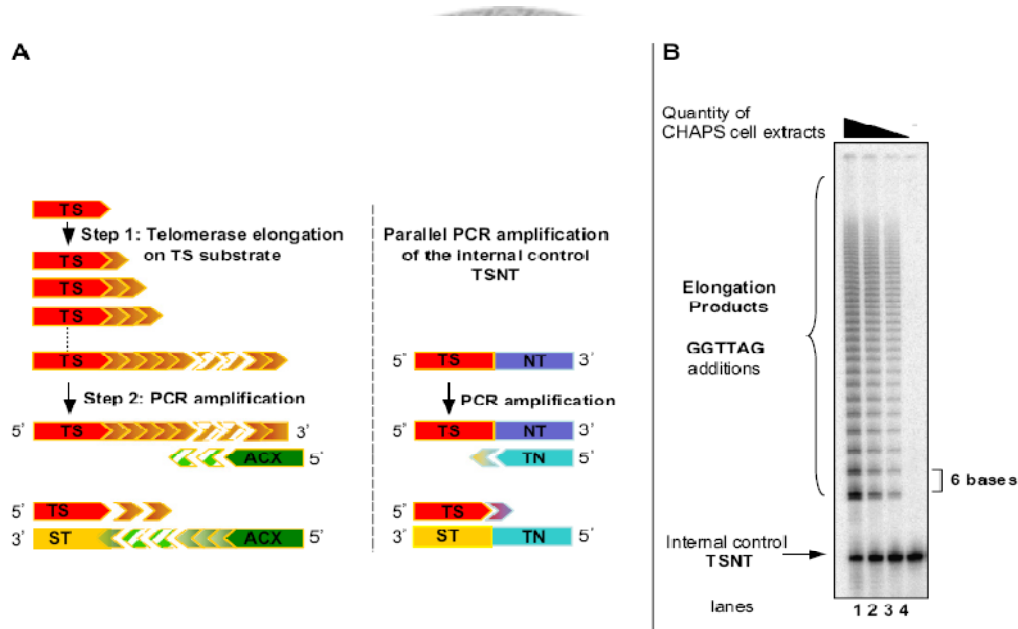 A
TS
Step 1: Telomerase elongation
on TS substrate
TS
TS
TS
TS
Step 2: PCR amplification
5' TS 3'
ACX 5'
TS
5'
3' ST ACX 5'
Parallel PCR amplification
of the internal control
TSNT
5' TS NT 3'
PCR amplification
5' TS NT 3'
TN 5'
5' TS
3' ST TN 5'
B
Quantity of
CHAPS cell extracts
-
Elongation
Products
GGTTAG
additions
6 bases
Internal control
TSNT
lanes 1 2 3 4